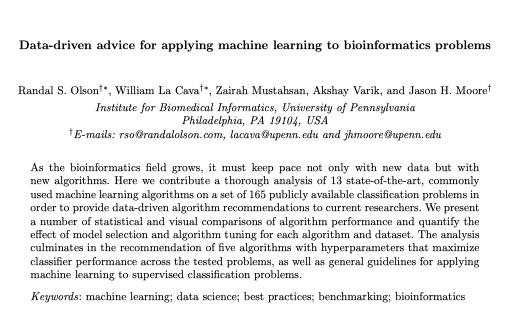 Data-driven advice for applying machine learning to bioinformatics problems
Randal S. Olson†*, William La Cava†*, Zairah Mustahsan, Akshay Varik, and Jason H. Moore†
Institute for Biomedical Informatics, University of Pennsylvania
Philadelphia, PA 19104, USA
†E-mails: rso@randalolson.com, lacava@upenn.edu and jhmoore@upenn.edu
As the bioinformatics field grows, it must keep pace not only with new data but with
new algorithms. Here we contribute a thorough analysis of 13 state-of-the-art, commonly
used machine learning algorithms on a set of 165 publicly available classification problems in
order to provide data-driven algorithm recommendations to current researchers. We present
a number of statistical and visual comparisons of algorithm performance and quantify the
effect of model selection and algorithm tuning for each algorithm and dataset. The analysis
culminates in the recommendation of five algorithms with hyperparameters that maximize
classifier performance across the tested problems, as well as general guidelines for applying
machine learning to supervised classification problems.
Keywords: machine learning; data science; best practices; benchmarking; bioinformatics